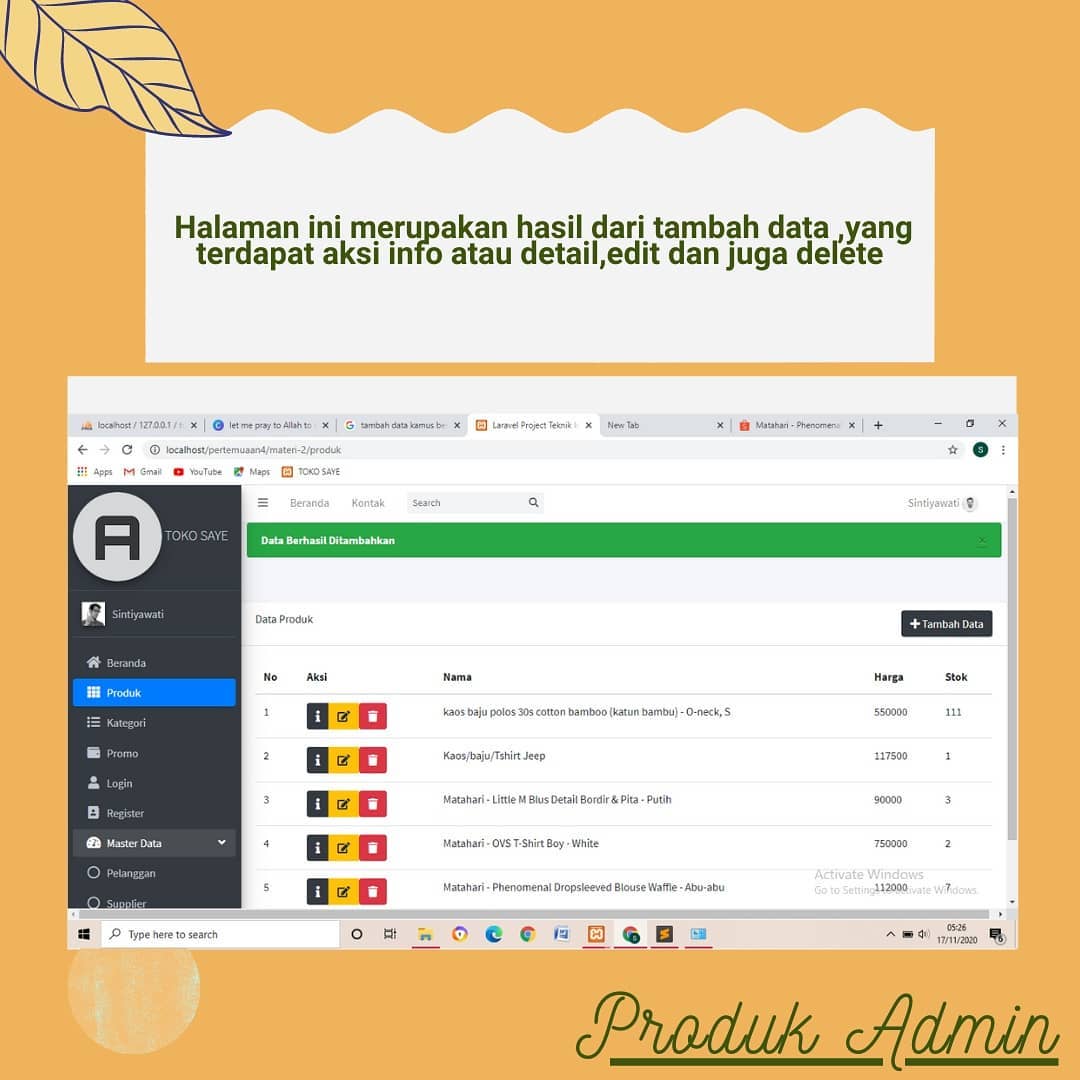 Halaman ini merupakan hasil dari tambah data ,yang
terdapat aksi info atau detail,edit dan juga delete
localhost / 127.0.0.1 /
let me pray to Allah to
tambah data kamus be
Laravel Project Teknik
New Tab
Matahari - Phenomena
localhost/pertemuaan4/materi-2/produk
S
Apps Gmail YouTube Maps TOKO SAYE
A TOKO SAYE
Beranda Kontak Search Sintiyawati
Data Berhasil Ditambahkan ×
Sintiyawati
Data Produk
+ Tambah Data
Beranda
Produk
Kategori
Promo
Login
Register
Master Data
Pelanggan
Supplier
No Aksi Nama Harga Stok
1 kaos baju polos 30s cotton bamboo (katun bambu) - O-neck, S 550000 111
2 Kaos/baju/Tshirt Jeep 117500 1
3 Matahari - Little M Blus Detail Bordir & Pita - Putih 90000 3
4 Matahari - OVS T-Shirt Boy - White 750000 2
5 Matahari - Phenomenal Dropsleeved Blouse Waffle - Abu-abu 112000 7
Activate Windows
Go to Settings to activate Windows.
Type here to search
05:26
17/11/2020
6
Produk Admin